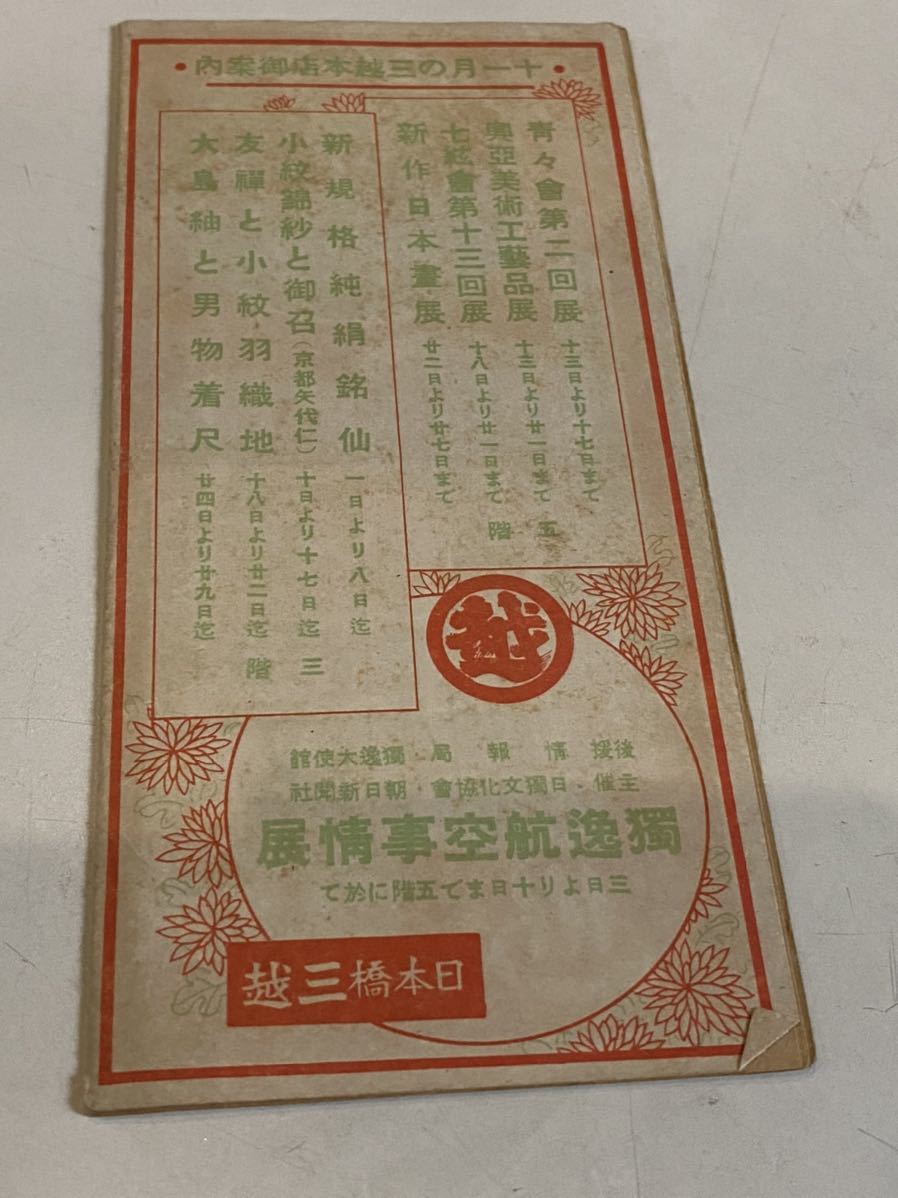 十一月の三越本店御案內
靑々會第二回展 十三日より十七日まで
興亞美術工藝品展 十三日より廿一日まで 五
七絃會第十三回展 十八日より廿一日まで 階
新作日本畫展 廿二日より廿七日まで
新規格純絹銘仙 一日より八日迄
小紋錦紗と御召(京都矢代仁) 十日より十七日迄 三
友禪と小紋羽織地 十八日より廿二日迄 階
大島紬と男物着尺 廿四日より廿九日迄
越
後援 情報局・獨逸大使館
主催・日獨文化協會・朝日新聞社
獨逸航空事情展
三日より十日まで五階に於て
日本橋三越